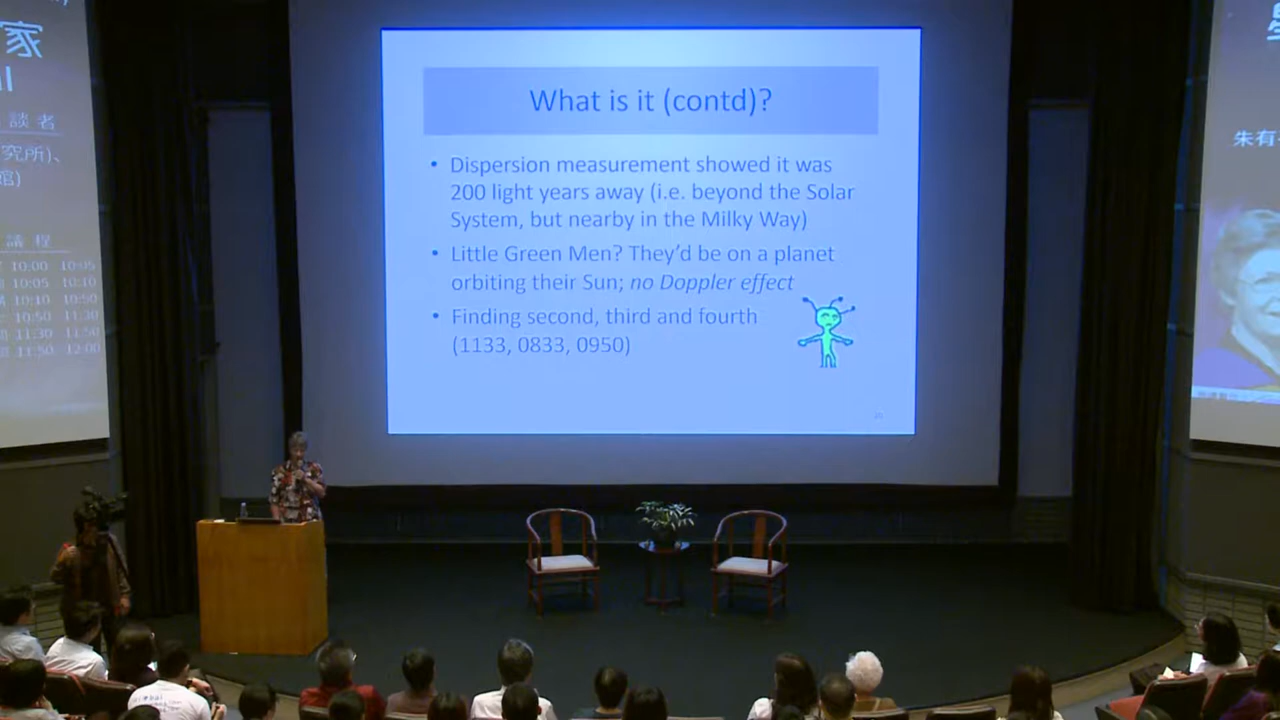 家
談 者
究所)、
館)
議 程
10:00 10:05
10:05 10:10
10:10 10:50
10:50 11:30
11:30 11:50
11:50 12:00
What is it (contd)?
• Dispersion measurement showed it was
200 light years away (i.e. beyond the Solar
System, but nearby in the Milky Way)
• Little Green Men? They'd be on a planet
orbiting their Sun; no Doppler effect
• Finding second, third and fourth
(1133, 0833, 0950)
朱有